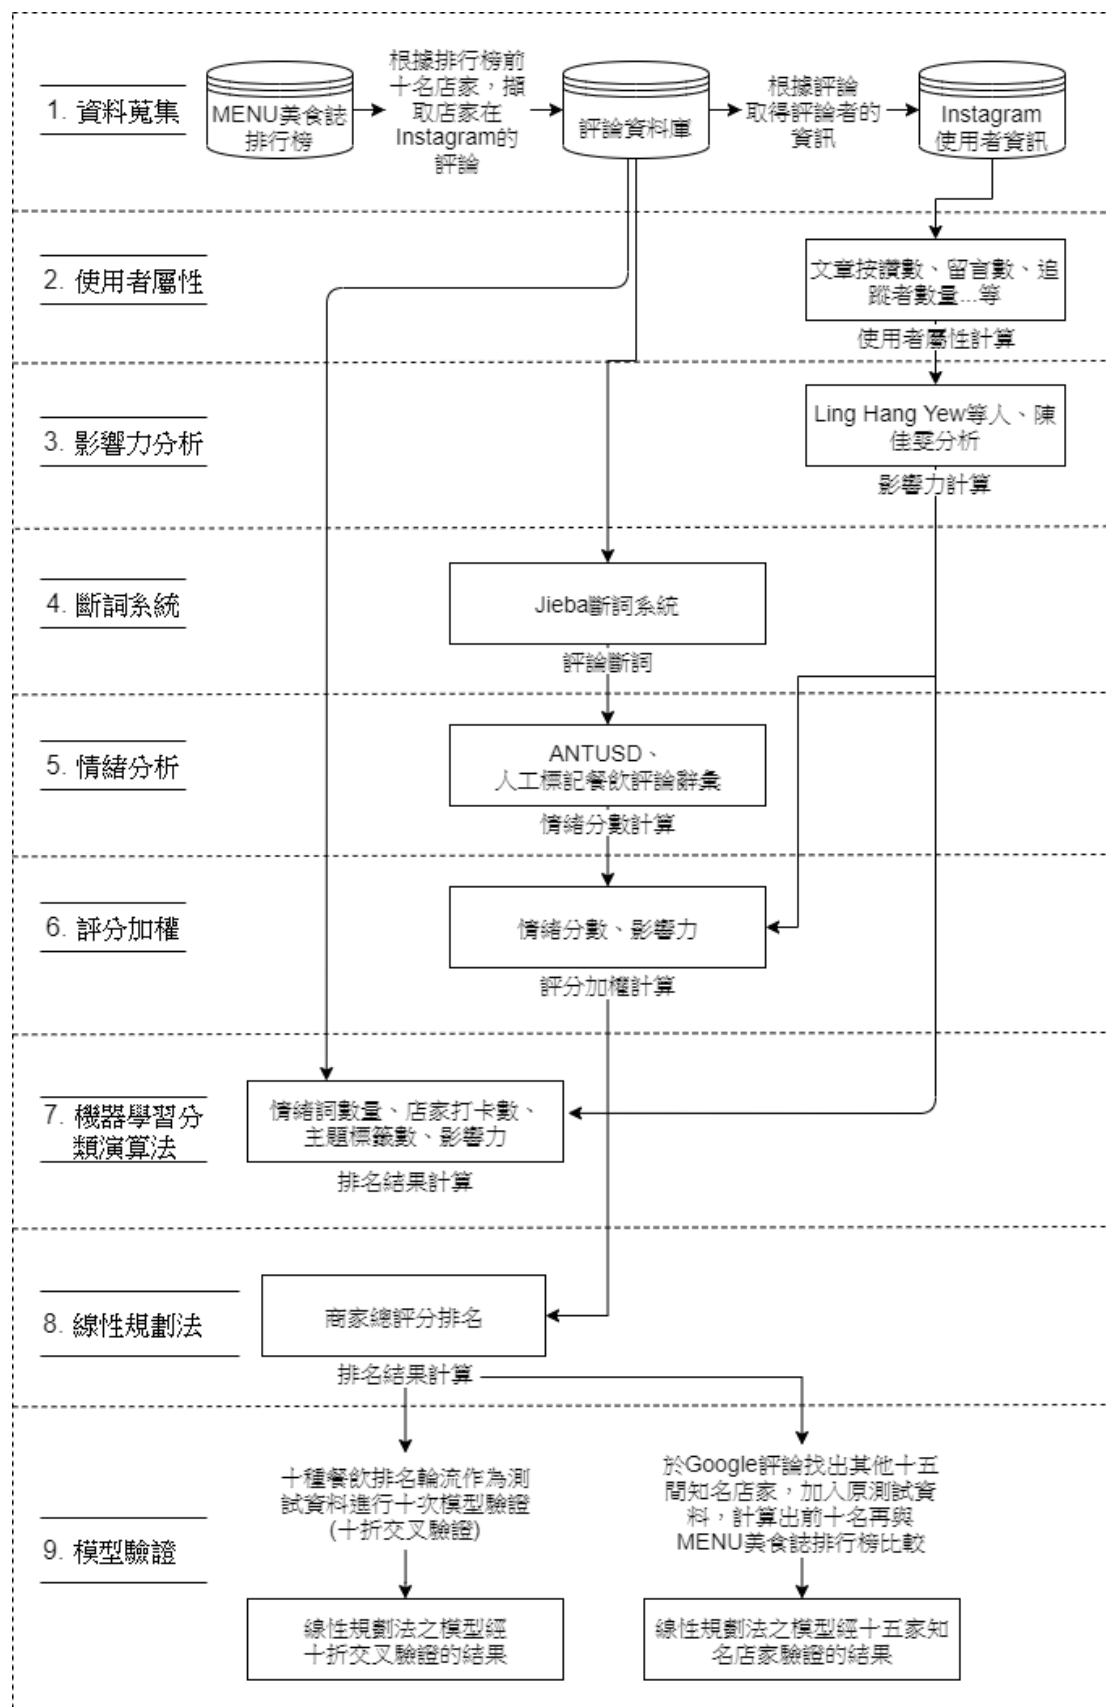 1. 資料蒐集
MENU美食誌
排行榜
根據排行榜前
十名店家，擷
取店家在
Instagram的
評論
評論資料庫
根據評論
取得評論者的
資訊
Instagram
使用者資訊
2. 使用者屬性
文章按讚數、留言數、追
蹤者數量...等
使用者屬性計算
3. 影響力分析
Ling Hang Yew等人、陳
佳雯分析
影響力計算
4. 斷詞系統
Jieba斷詞系統
評論斷詞
5. 情緒分析
ANTUSD、
人工標記餐飲評論辭彙
情緒分數計算
6. 評分加權
情緒分數、影響力
評分加權計算
7. 機器學習分
類演算法
情緒詞數量、店家打卡數、
主題標籤數、影響力
排名結果計算
8. 線性規劃法
商家總評分排名
排名結果計算
9. 模型驗證
十種餐飲排名輪流作為測
試資料進行十次模型驗證
(十折交叉驗證)
線性規劃法之模型經
十折交叉驗證的結果
於Google評論找出其他十五
間知名店家，加入原測試資
料，計算出前十名再與
MENU美食誌排行榜比較
線性規劃法之模型經十五家知
名店家驗證的結果